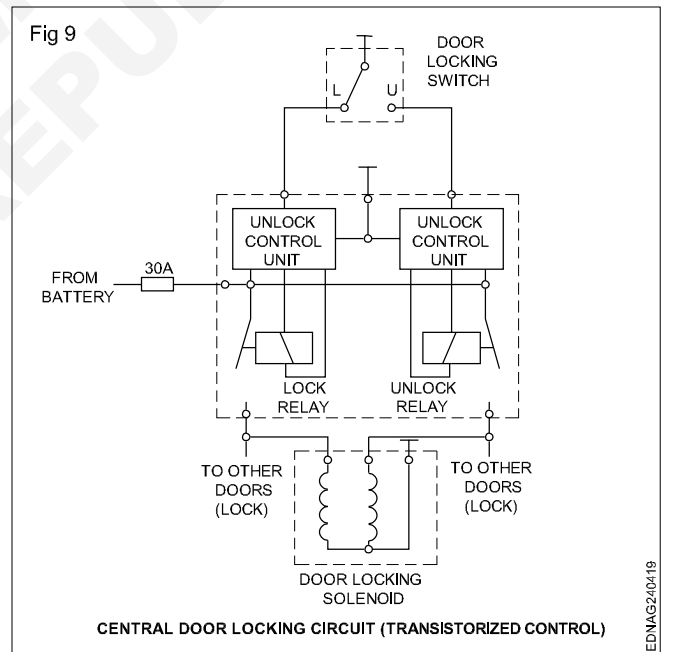 Fig 9
DOOR
LOCKING
SWITCH
L
U
UNLOCK
CONTROL
UNIT
UNLOCK
CONTROL
UNIT
FROM
BATTERY
30A
LOCK
RELAY
UNLOCK
RELAY
TO OTHER
DOORS
(LOCK)
TO OTHER
DOORS
(LOCK)
DOOR LOCKING
SOLENOID
CENTRAL DOOR LOCKING CIRCUIT (TRANSISTORIZED CONTROL)
EDNAG240419